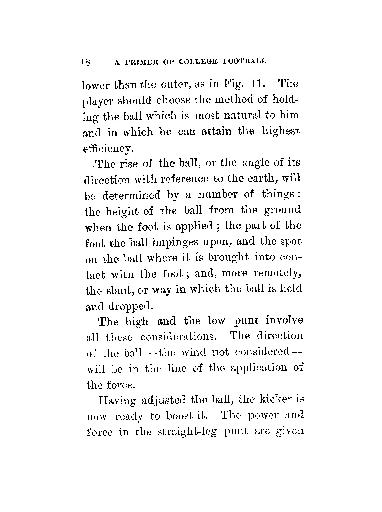 18 A PRIMER OF COLLEGE FOOTBALL
lower than the outer, as in Fig. 11. The
player should choose the method of hold-
ing the ball which is most natural to him
and in which he can attain the highest
efficiency.
The rise of the ball, or the angle of its
direction with reference to the earth, will
be determined by a number of things:
the height of the ball from the ground
when the foot is applied; the part of the
foot the ball impinges upon, and the spot
on the ball where it is brought into con-
tact with the foot; and, more remotely,
the slant, or way in which the ball is held
and dropped.
The high and the low punt involve
all these considerations. The direction
of the ball—the wind not considered—
will be in the line of the application of
the force.
Having adjusted the ball, the kicker is
now ready to boost it. The power and
force in the straight-leg punt are given